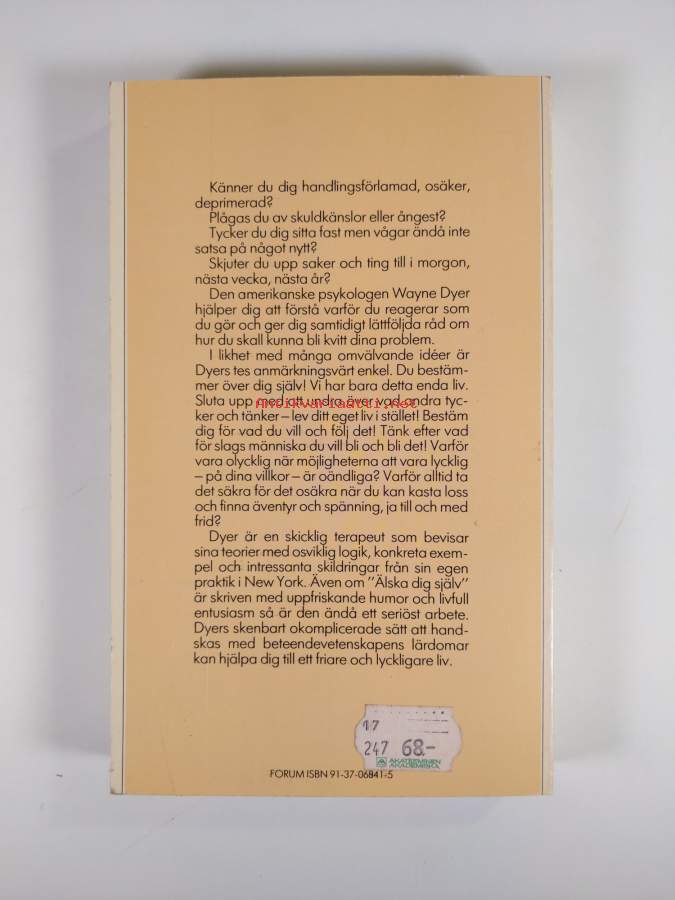 Känner du dig handlingsförlamad, osäker,
deprimerad?
Plågas du av skuldkänslor eller ångest?
Tycker du dig sitta fast men vågar ändå inte
satsa på något nytt?
Skjuter du upp saker och ting till i morgon,
nästa vecka, nästa år?
Den amerikanske psykologen Wayne Dyer
hjälper dig att förstå varför du reagerar som
du gör och ger dig samtidigt lättföljda råd om
hur du skall kunna bli kvitt dina problem.
I likhet med många omvälvande idéer är
Dyers tes anmärkningsvärt enkel. Du bestäm-
mer över dig själv! Vi har bara detta enda liv.
Sluta upp med att undra över vad andra tyc-
Antikvariaatti.net
ker och tänker – lev ditt eget liv i stället! Bestäm
dig för vad du vill och följ det! Tänk efter vad
för slags människa du vill bli och bli det! Varför
vara olycklig när möjligheterna att vara lycklig
– på dina villkor – är oändliga? Varför alltid ta
det säkra för det osäkra när du kan kasta loss
och finna äventyr och spänning, ja till och med
frid?
Dyer är en skicklig terapeut som bevisar
sina teorier med osviklig logik, konkreta exem-
pel och intressanta skildringar från sin egen
praktik i New York. Även om ”Älska dig själv”
är skriven med uppfriskande humor och livfull
entusiasm så är den ändå ett seriöst arbete.
Dyers skenbart okomplicerade sätt att hand-
skas med beteendevetenskapens lärdomar
kan hjälpa dig till ett friare och lyckligare liv.
17
247 68.-
AKATEEMINEN
AKADEMISKA
FORUM ISBN 91-37-06841-5